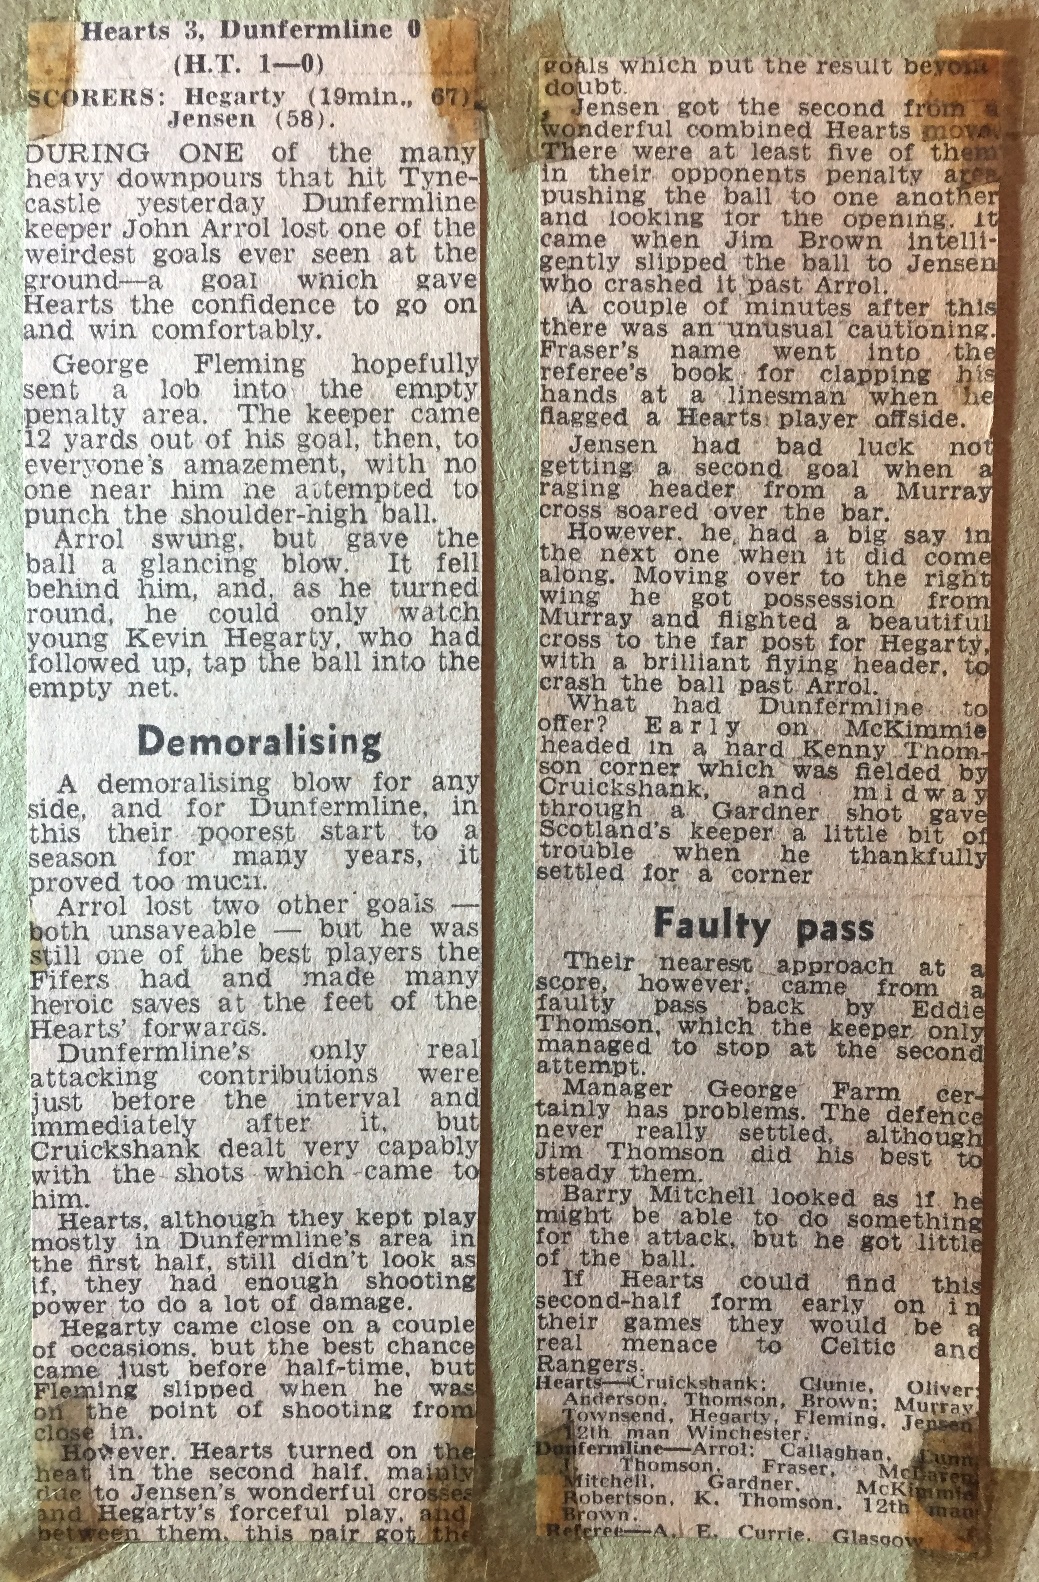 Hearts 3, Dunfermline 0
(H.T. 1—0)
SCORERS: Hegarty (19min., 67),
Jensen (58).
DURING ONE of the many
heavy downpours that hit Tyne-
castle yesterday Dunfermline
keeper John Arrol lost one of the
weirdest goals ever seen at the
ground—a goal which gave
Hearts the confidence to go on
and win comfortably.
George Fleming hopefully
sent a lob into the empty
penalty area. The keeper came
12 yards out of his goal, then, to
everyone's amazement, with no
one near him he attempted to
punch the shoulder-high ball.
Arrol swung, but gave the
ball a glancing blow. It fell
behind him, and, as he turned
round, he could only watch
young Kevin Hegarty, who had
followed up, tap the ball into the
empty net.
Demoralising
A demoralising blow for any
side, and for Dunfermline, in
this their poorest start to a
season for many years, it
proved too much.
Arrol lost two other goals —
both unsaveable — but he was
still one of the best players the
Fifers had and made many
heroic saves at the feet of the
Hearts' forwards.
Dunfermline's only real
attacking contributions were
just before the interval and
immediately after it, but
Cruickshank dealt very capably
with the shots which came to
him.
Hearts, although they kept play
mostly in Dunfermline's area in
the first half, still didn't look as
if, they had enough shooting
power to do a lot of damage.
Hegarty came close on a couple
of occasions, but the best chance
came just before half-time, but
Fleming slipped when he was
on the point of shooting from
close in.
However, Hearts turned on the
heat in the second half, mainly
due to Jensen's wonderful crosses
and Hegarty's forceful play, and
between them, this pair got the
goals which put the result beyond
doubt.
Jensen got the second from a
wonderful combined Hearts move.
There were at least five of them
in their opponents penalty area
pushing the ball to one another
and looking for the opening. It
came when Jim Brown intelli-
gently slipped the ball to Jensen
who crashed it past Arrol.
A couple of minutes after this
there was an unusual cautioning.
Fraser's name went into the
referee's book for clapping his
hands at a linesman when he
flagged a Hearts player offside.
Jensen had bad luck not
getting a second goal when a
raging header from a Murray
cross soared over the bar.
However, he had a big say in
the next one when it did come
along. Moving over to the right
wing he got possession from
Murray and flighted a beautiful
cross to the far post for Hegarty,
with a brilliant flying header, to
crash the ball past Arrol.
What had Dunfermline to
offer? Early on McKimmie
headed in a hard Kenny Thom-
son corner which was fielded by
Cruickshank, and midway
through a Gardner shot gave
Scotland's keeper a little bit of
trouble when he thankfully
settled for a corner
Faulty pass
Their nearest approach at a
score, however, came from a
faulty pass back by Eddie
Thomson, which the keeper only
managed to stop at the second
attempt.
Manager George Farm cer-
tainly has problems. The defence
never really settled, although
Jim Thomson did his best to
steady them.
Barry Mitchell looked as if he
might be able to do something
for the attack, but he got little
of the ball.
If Hearts could find this
second-half form early on in
their games they would be a
real menace to Celtic and
Rangers.
Hearts—Cruickshank; Clunie, Oliver;
Anderson, Thomson, Brown; Murray,
Townsend, Hegarty, Fleming, Jensen
12th man Winchester.
Dunfermline—Arrol; Callaghan, Lunn
J. Thomson, Fraser, McLaren
Mitchell, Gardner, McKimmie
Robertson, K. Thomson. 12th man
Brown.
Referee—A. E. Currie, Glasgow